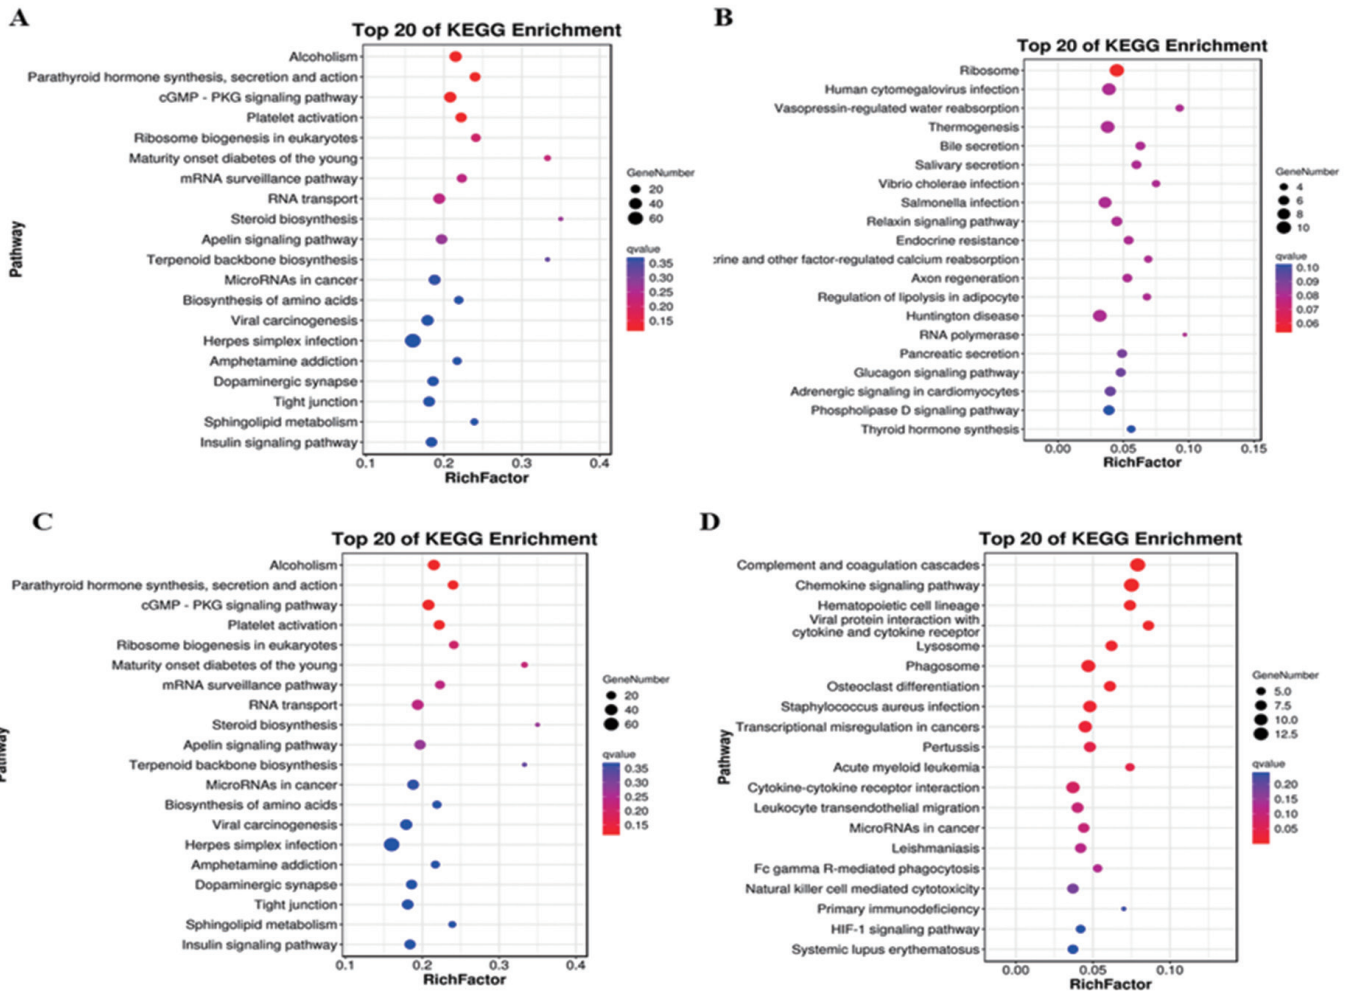 A
Top 20 of KEGG Enrichment
Alcoholism
Parathyroid hormone synthesis, secretion and action
cGMP - PKG signaling pathway
Platelet activation
Ribosome biogenesis in eukaryotes
Maturity onset diabetes of the young
mRNA surveillance pathway
RNA transport
Steroid biosynthesis
Apelin signaling pathway
Terpenoid backbone biosynthesis
MicroRNAs in cancer
Biosynthesis of amino acids
Viral carcinogenesis
Herpes simplex infection
Amphetamine addiction
Dopaminergic synapse
Tight junction
Sphingolipid metabolism
Insulin signaling pathway
Pathway
0.1 0.2 0.3 0.4
RichFactor
GeneNumber
20
40
60
qvalue
0.35
0.30
0.25
0.20
0.15
B
Top 20 of KEGG Enrichment
Ribosome
Human cytomegalovirus infection
Vasopressin-regulated water reabsorption
Thermogenesis
Bile secretion
Salivary secretion
Vibrio cholerae infection
Salmonella infection
Relaxin signaling pathway
Endocrine resistance
crine and other factor-regulated calcium reabsorption
Axon regeneration
Regulation of lipolysis in adipocyte
Huntington disease
RNA polymerase
Pancreatic secretion
Glucagon signaling pathway
Adrenergic signaling in cardiomyocytes
Phospholipase D signaling pathway
Thyroid hormone synthesis
0.00 0.05 0.10 0.15
RichFactor
GeneNumber
4
6
8
10
qvalue
0.10
0.09
0.08
0.07
0.06
C
Top 20 of KEGG Enrichment
Alcoholism
Parathyroid hormone synthesis, secretion and action
cGMP - PKG signaling pathway
Platelet activation
Ribosome biogenesis in eukaryotes
Maturity onset diabetes of the young
mRNA surveillance pathway
RNA transport
Steroid biosynthesis
Apelin signaling pathway
Terpenoid backbone biosynthesis
MicroRNAs in cancer
Biosynthesis of amino acids
Viral carcinogenesis
Herpes simplex infection
Amphetamine addiction
Dopaminergic synapse
Tight junction
Sphingolipid metabolism
Insulin signaling pathway
Pathway
0.1 0.2 0.3 0.4
RichFactor
GeneNumber
20
40
60
qvalue
0.35
0.30
0.25
0.20
0.15
D
Top 20 of KEGG Enrichment
Complement and coagulation cascades
Chemokine signaling pathway
Hematopoietic cell lineage
Viral protein interaction with
cytokine and cytokine receptor
Lysosome
Phagosome
Osteoclast differentiation
Staphylococcus aureus infection
Transcriptional misregulation in cancers
Pertussis
Acute myeloid leukemia
Cytokine-cytokine receptor interaction
Leukocyte transendothelial migration
MicroRNAs in cancer
Leishmaniasis
Fc gamma R-mediated phagocytosis
Natural killer cell mediated cytotoxicity
Primary immunodeficiency
HIF-1 signaling pathway
Systemic lupus erythematosus
Pathway
0.00 0.05 0.10
RichFactor
GeneNumber
5.0
7.5
10.0
12.5
qvalue
0.20
0.15
0.10
0.05